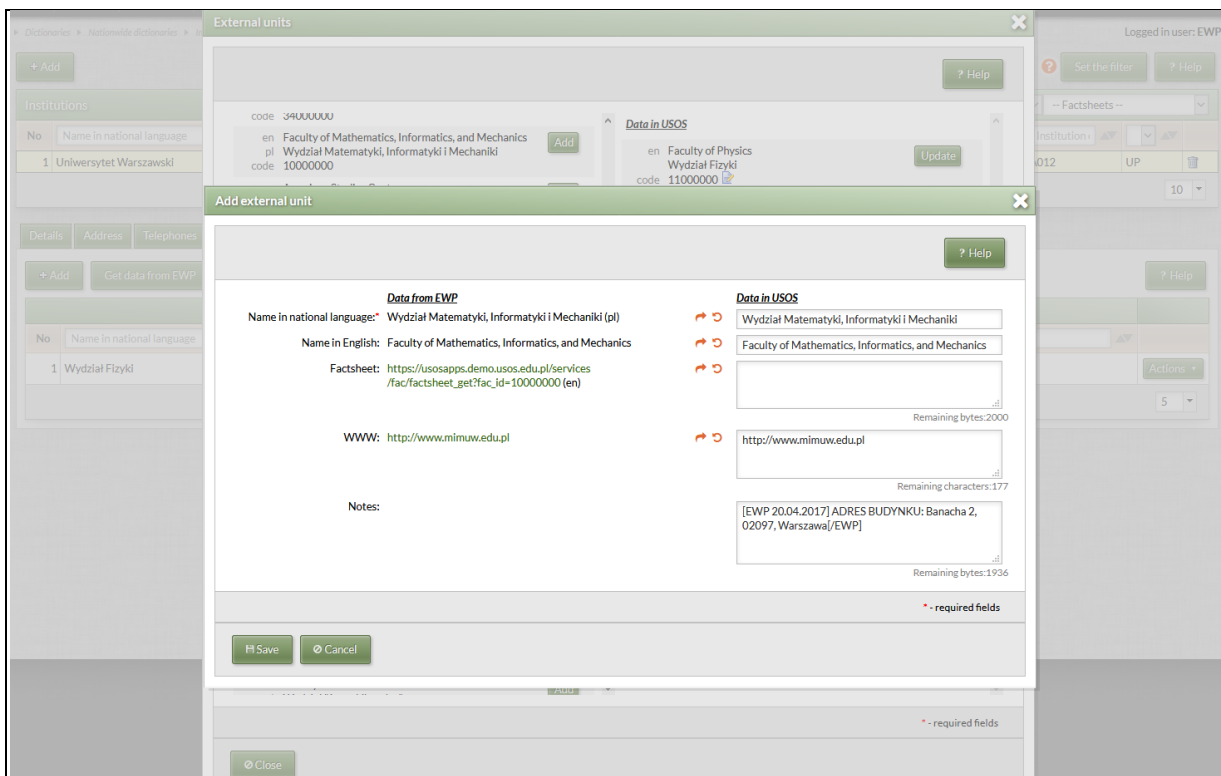 External units
Dictionaries ▸ Nationwide dictionaries ▸
Logged in user: EWP
+ Add
? Help
Set the filter
? Help
Institutions
-- Factsheets --
code 34000000
en Faculty of Mathematics, Informatics, and Mechanics
pl Wydział Matematyki, Informatyki i Mechaniki
code 10000000
Add
Data in USOS
en Faculty of Physics
Wydział Fizyki
code 11000000
Update
No Name in national language
Institution
1 Uniwersytet Warszawski
012 UP
10
Add external unit
Details Address Telephones
? Help
+ Add Get data from EWP
? Help
Data from EWP Data in USOS
Name in national language:* Wydział Matematyki, Informatyki i Mechaniki (pl) Wydział Matematyki, Informatyki i Mechaniki
Name in English: Faculty of Mathematics, Informatics, and Mechanics Faculty of Mathematics, Informatics, and Mechanics
No Name in national language
1 Wydział Fizyki
Actions
5
Factsheet: https://usosapps.demo.usos.edu.pl/services
/fac/factsheet_get?fac_id=10000000 (en)
Remaining bytes:2000
WWW: http://www.mimuw.edu.pl http://www.mimuw.edu.pl
Remaining characters:177
Notes: [EWP 20.04.2017] ADRES BUDYNKU: Banacha 2,
02097, Warszawa[/EWP]
Remaining bytes:1936
* - required fields
Save Cancel
Add
* - required fields
Close